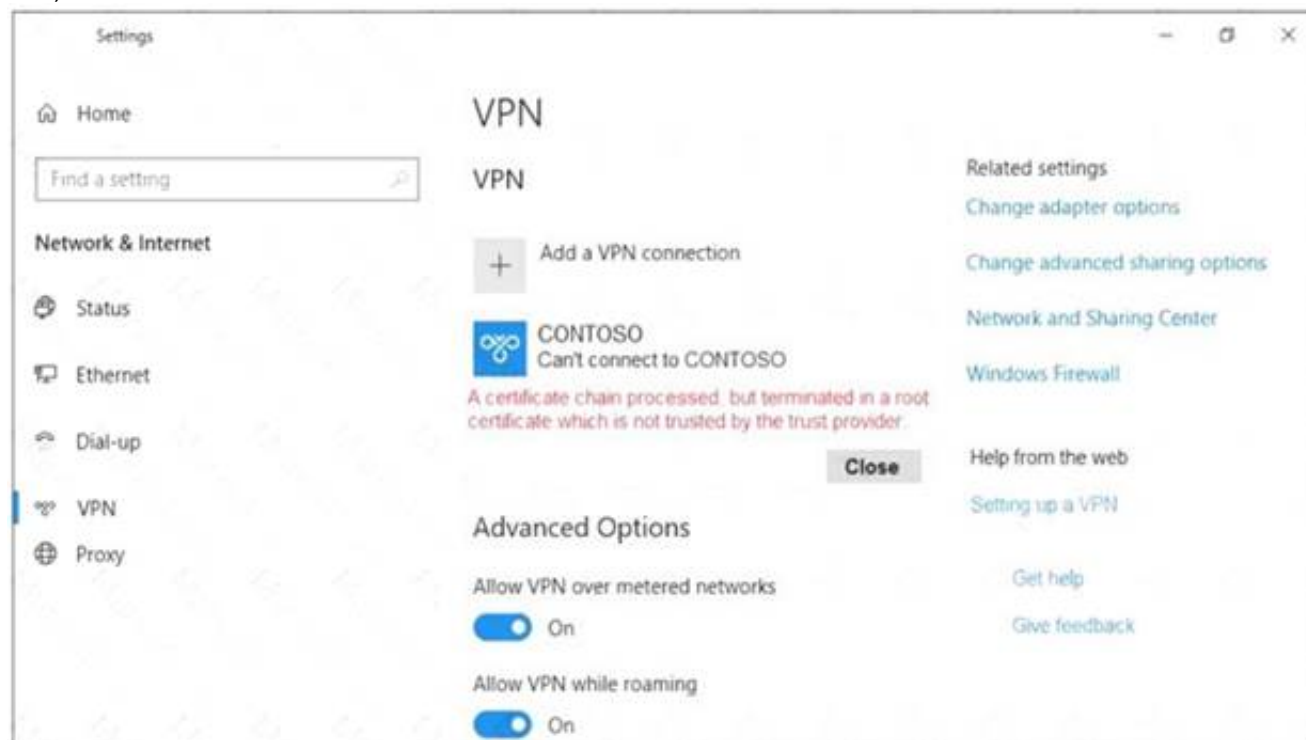 Settings
Home
Find a setting
Network & Internet
Status
Ethernet
Dial-up
VPN
Proxy
VPN
VPN
Add a VPN connection
CONTOSO
Can't connect to CONTOSO
A certificate chain processed, but terminated in a root
certificate which is not trusted by the trust provider.
Close
Advanced Options
Allow VPN over metered networks
On
Allow VPN while roaming
On
Related settings
Change adapter options
Change advanced sharing options
Network and Sharing Center
Windows Firewall
Help from the web
Setting up a VPN
Get help
Give feedback